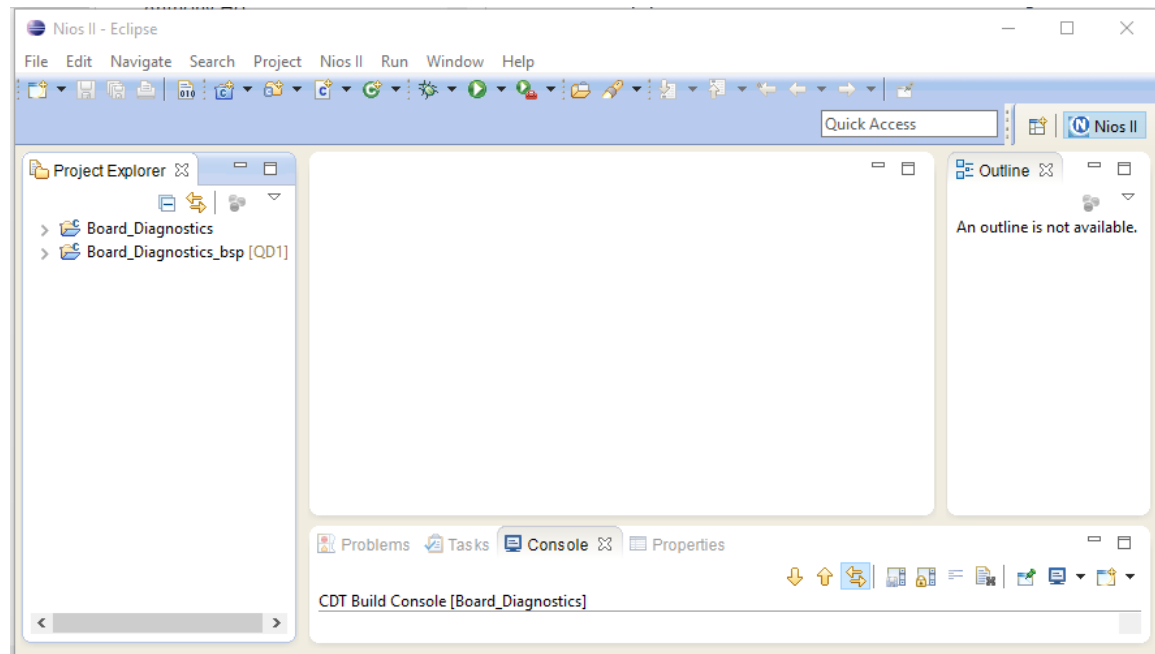 Nios II - Eclipse
File Edit Navigate Search Project Nios II Run Window Help
010
Quick Access
Nios II
Project Explorer
Outline
Board_Diagnostics
Board_Diagnostics_bsp [QD1]
An outline is not available.
Problems Tasks Console Properties
CDT Build Console [Board_Diagnostics]